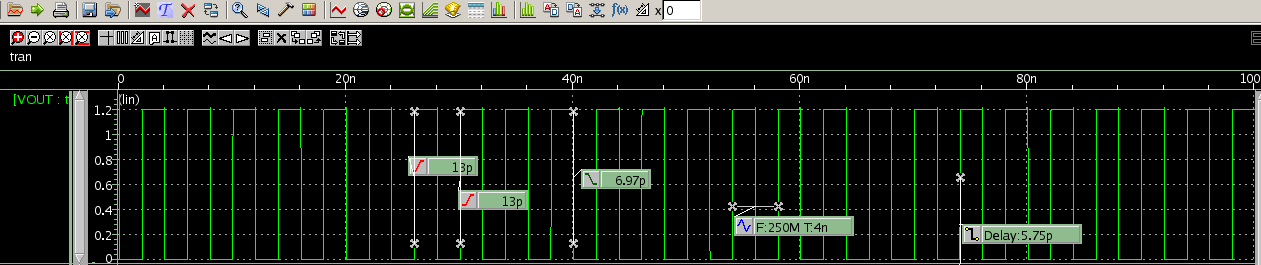 f(x) x 0
A
tran
0 20n 40n 60n 80n 100
[VOUT : t
(lin)
1.2
1
0.8
13p
6.97p
0.6
13p
0.4
F:250M T:4n
0.2
Delay:5.75p
0